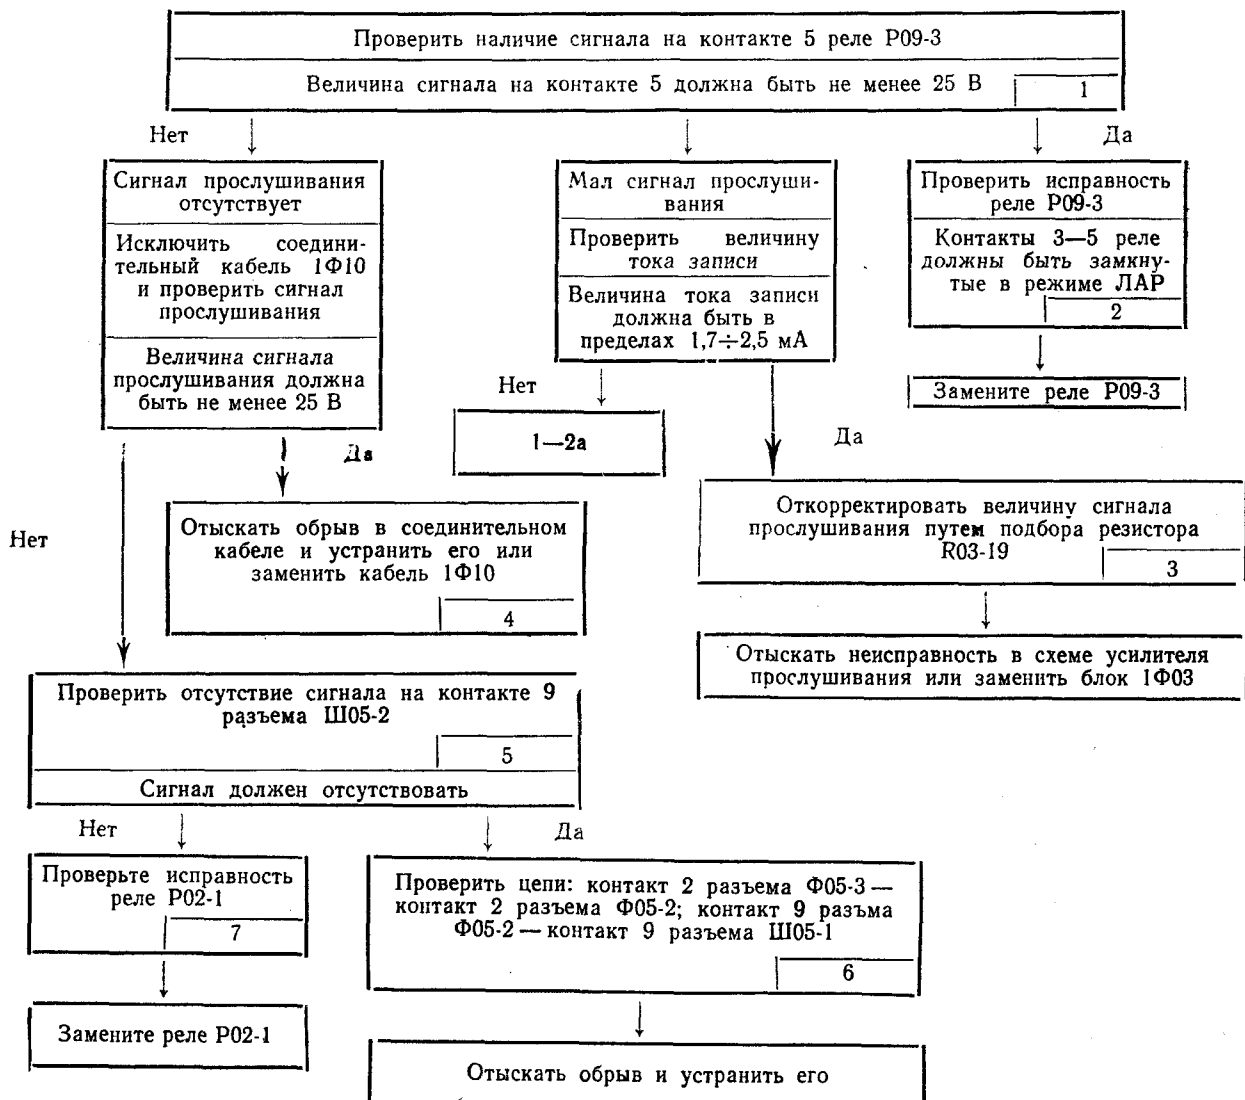 Проверить наличие сигнала на контакте 5 реле Р09-3
Величина сигнала на контакте 5 должна быть не менее 25 В
1
Нет
Да
Сигнал прослушивания
отсутствует
Исключить соедини-
тельный кабель 1Ф10
и проверить сигнал
прослушивания
Величина сигнала
прослушивания должна
быть не менее 25 В
Мал сигнал прослуши-
вания
Проверить величину
тока записи
Величина тока записи
должна быть в
пределах 1,7÷2,5 мА
Проверить исправность
реле Р09-3
Контакты 3—5 реле
должны быть замкну-
тые в режиме ЛАР
2
Замените реле Р09-3
Нет
1—2а
Да
Да
Нет
Отыскать обрыв в соединительном
кабеле и устранить его или
заменить кабель 1Ф10
4
Откорректировать величину сигнала
прослушивания путем подбора резистора
R03-19
3
Отыскать неисправность в схеме усилителя
прослушивания или заменить блок 1Ф03
Проверить отсутствие сигнала на контакте 9
разъема Ш05-2
5
Сигнал должен отсутствовать
Нет
Да
Проверьте исправность
реле Р02-1
7
Замените реле Р02-1
Проверить цепи: контакт 2 разъема Ф05-3 —
контакт 2 разъема Ф05-2; контакт 9 разъма
Ф05-2 — контакт 9 разъема Ш05-1
6
Отыскать обрыв и устранить его